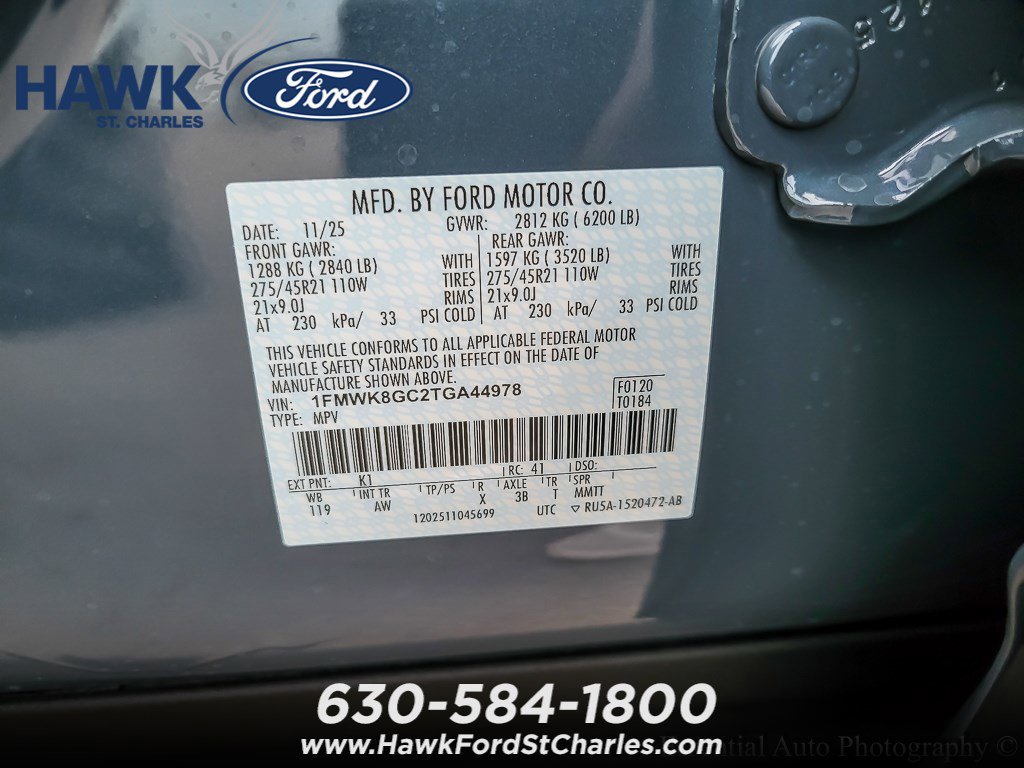 HAWK
ST. CHARLES
Ford
25
MFD. BY FORD MOTOR CO.
DATE: 11/25 GVWR: 2812 KG ( 6200 LB)
FRONT GAWR: REAR GAWR:
1288 KG ( 2840 LB) WITH 1597 KG ( 3520 LB) WITH
275/45R21 110W TIRES 275/45R21 110W TIRES
21x9.0J RIMS 21x9.0J RIMS
AT 230 kPa/ 33 PSI COLD AT 230 kPa/ 33 PSI COLD
THIS VEHICLE CONFORMS TO ALL APPLICABLE FEDERAL MOTOR
VEHICLE SAFETY STANDARDS IN EFFECT ON THE DATE OF
MANUFACTURE SHOWN ABOVE.
VIN: 1FMWK8GC2TGA44978 F0120
TYPE: MPV T0184
EXT PNT: K1 RC: 41 DSO:
WB INT TR TP/PS R AXLE TR SPR
119 AW X 3B T MMTT
1202511045699 UTC ▽ RU5A-1520472-AB
630-584-1800
www.HawkFordStCharles.com
Auto Photography ©